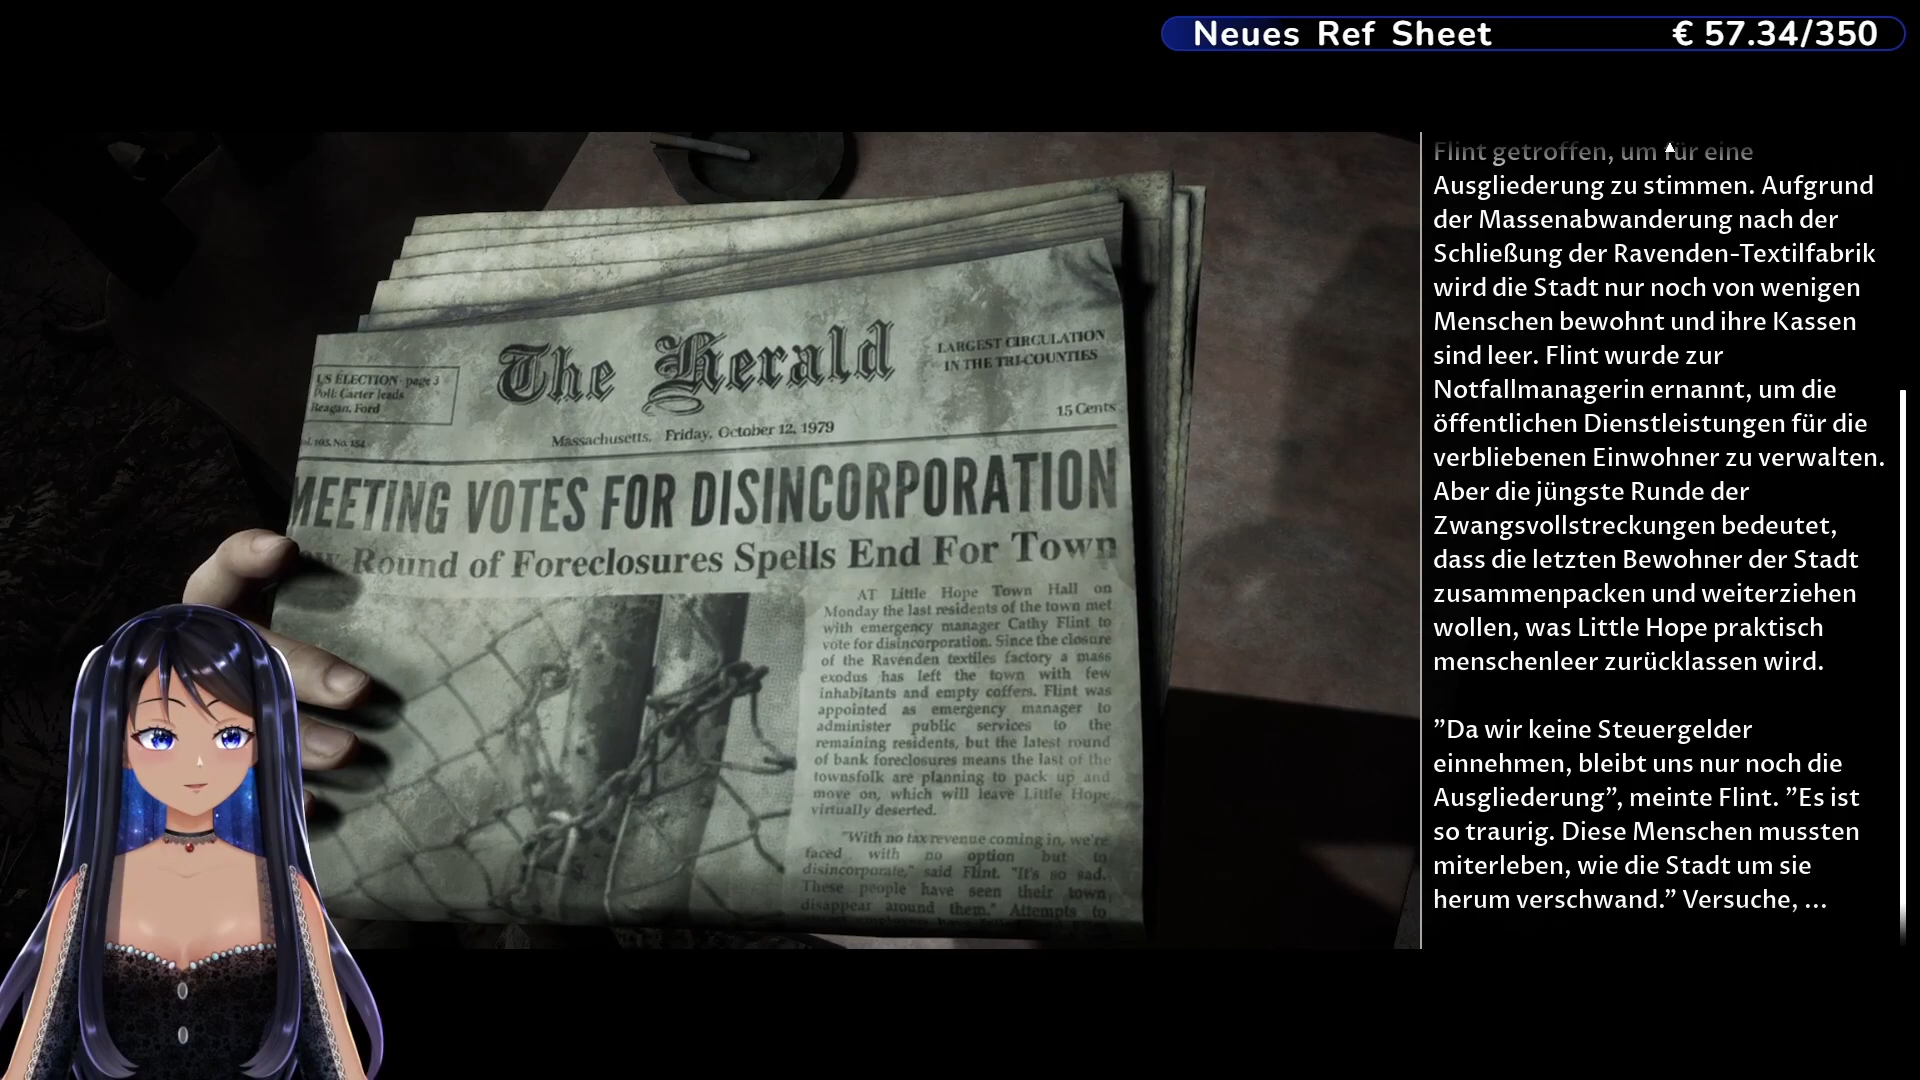 Neues Ref Sheet
€ 57.34/350
US ELECTION page 3
Poll: Carter leads
Reagan, Ford
The Herald
LARGEST CIRCULATION
IN THE TRI-COUNTIES
15 Cents
Vol. 103, No. 154
Massachusetts, Friday, October 12, 1979
MEETING VOTES FOR DISINCORPORATION
Round of Foreclosures Spells End For Town
AT Little Hope Town Hall on
Monday the last residents of the town met
with emergency manager Cathy Flint to
vote for disincorporation. Since the closure
of the Ravenden textiles factory a mass
exodus has left the town with few
inhabitants and empty coffers. Flint was
appointed as emergency manager to
administer public services to the
remaining residents, but the latest round
of bank foreclosures means the last of the
townsfolk are planning to pack up and
move on, which will leave Little Hope
virtually deserted.
"With no tax revenue coming in, we're
faced with no option but to
disincorporate," said Flint. "It's so sad.
These people have seen their town
disappear around them." Attempts to
Flint getroffen, um für eine
Ausgliederung zu stimmen. Aufgrund
der Massenabwanderung nach der
Schließung der Ravenden-Textilfabrik
wird die Stadt nur noch von wenigen
Menschen bewohnt und ihre Kassen
sind leer. Flint wurde zur
Notfallmanagerin ernannt, um die
öffentlichen Dienstleistungen für die
verbliebenen Einwohner zu verwalten.
Aber die jüngste Runde der
Zwangsvollstreckungen bedeutet,
dass die letzten Bewohner der Stadt
zusammenpacken und weiterziehen
wollen, was Little Hope praktisch
menschenleer zurücklassen wird.
”Da wir keine Steuergelder
einnehmen, bleibt uns nur noch die
Ausgliederung”, meinte Flint. ”Es ist
so traurig. Diese Menschen mussten
miterleben, wie die Stadt um sie
herum verschwand.” Versuche, ...